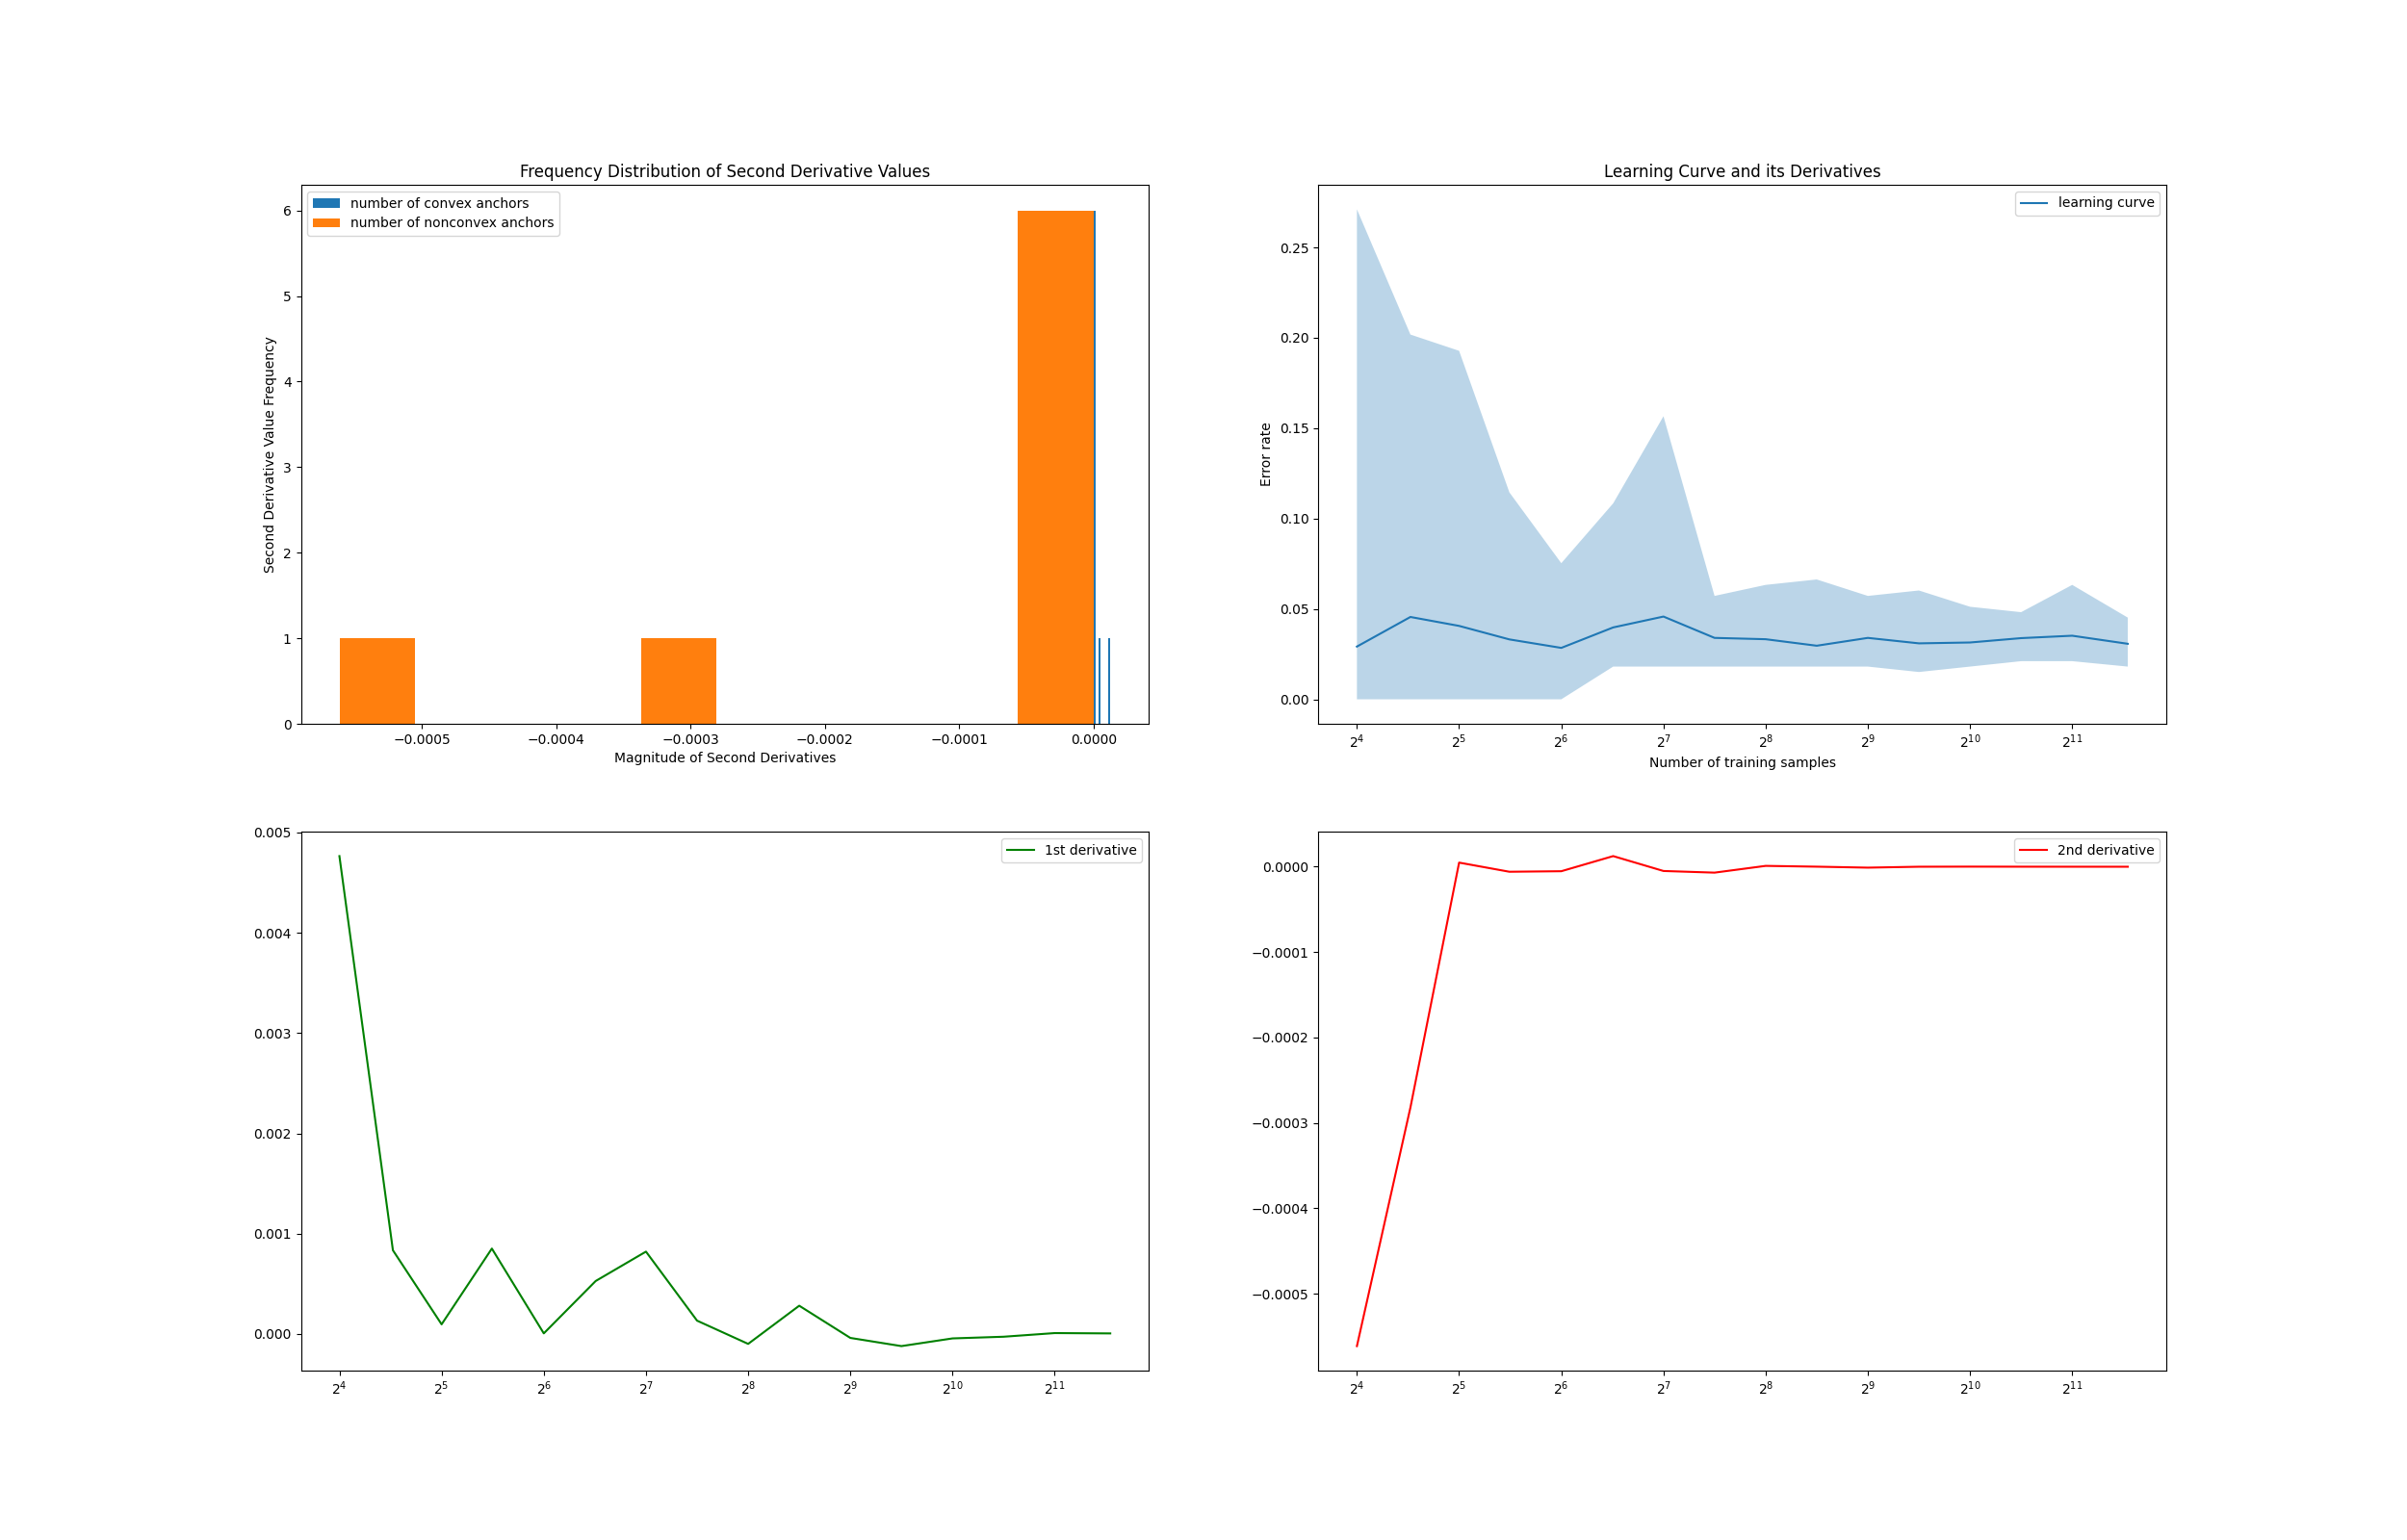 Frequency Distribution of Second Derivative Values
number of convex anchors
number of nonconvex anchors
6
5
4
3
2
1
0
Second Derivative Value Frequency
−0.0005 −0.0004 −0.0003 −0.0002 −0.0001 0.0000
Magnitude of Second Derivatives
Learning Curve and its Derivatives
learning curve
0.25
0.20
0.15
0.10
0.05
0.00
Error rate
2⁴ 2⁵ 2⁶ 2⁷ 2⁸ 2⁹ 2¹⁰ 2¹¹
Number of training samples
1st derivative
0.005
0.004
0.003
0.002
0.001
0.000
2⁴ 2⁵ 2⁶ 2⁷ 2⁸ 2⁹ 2¹⁰ 2¹¹
2nd derivative
0.0000
−0.0001
−0.0002
−0.0003
−0.0004
−0.0005
2⁴ 2⁵ 2⁶ 2⁷ 2⁸ 2⁹ 2¹⁰ 2¹¹